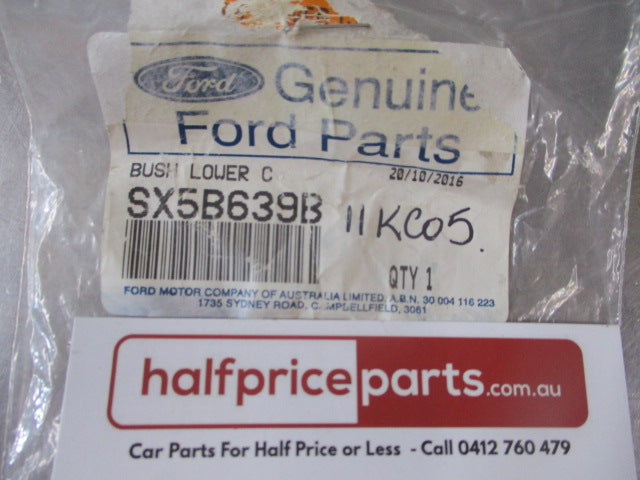 Ford Genuine
Ford Parts
BUSH LOWER C 20/10/2016
SX5B639B 11KC05.
QTY 1
FORD MOTOR COMPANY OF AUSTRALIA LIMITED. A.B.N. 30 004 116 223
1735 SYDNEY ROAD, CAMPBELLFIELD, 3061
halfpriceparts.com.au
Car Parts For Half Price or Less - Call 0412 760 479